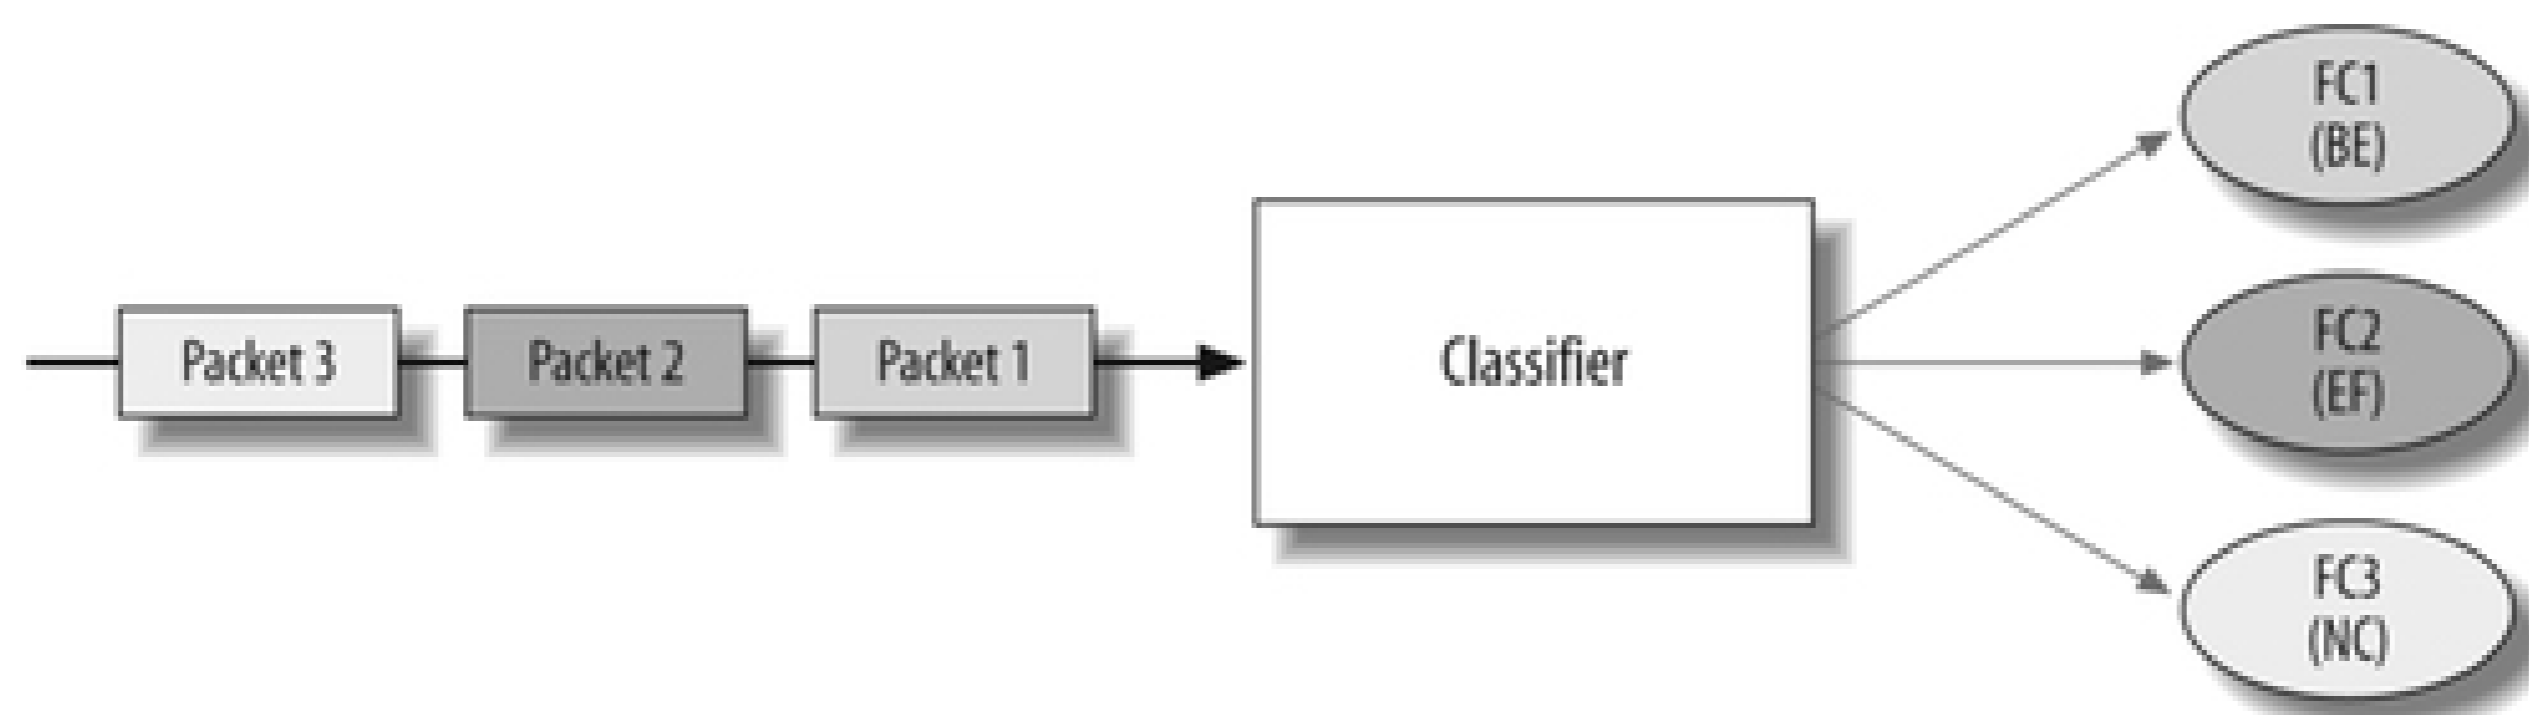 Packet 3
Packet 2
Packet 1
Classifier
FC1
(BE)
FC2
(EF)
FC3
(NC)